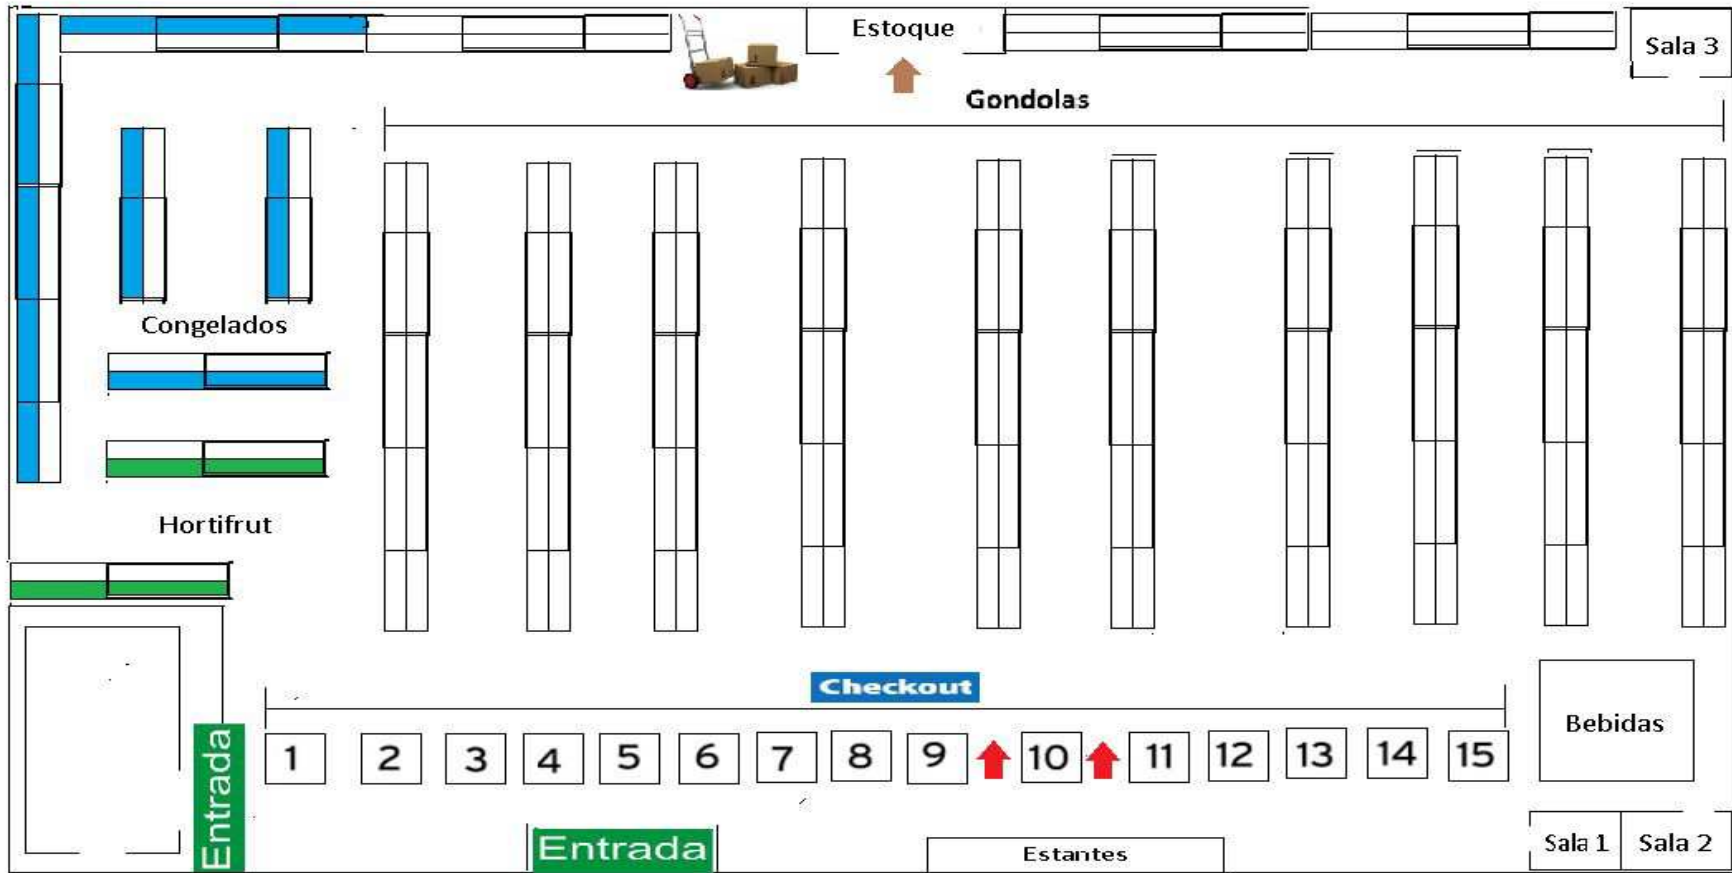 Estoque
Sala 3
Gondolas
Congelados
Hortifrut
Checkout
1 2 3 4 5 6 7 8 9 10 11 12 13 14 15
Bebidas
Entrada
Entrada
Estantes
Sala 1
Sala 2